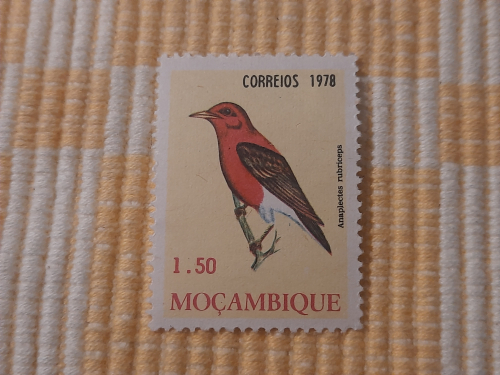 CORREIOS 1978
Anaplectes rubriceps
1.50
MOÇAMBIQUE